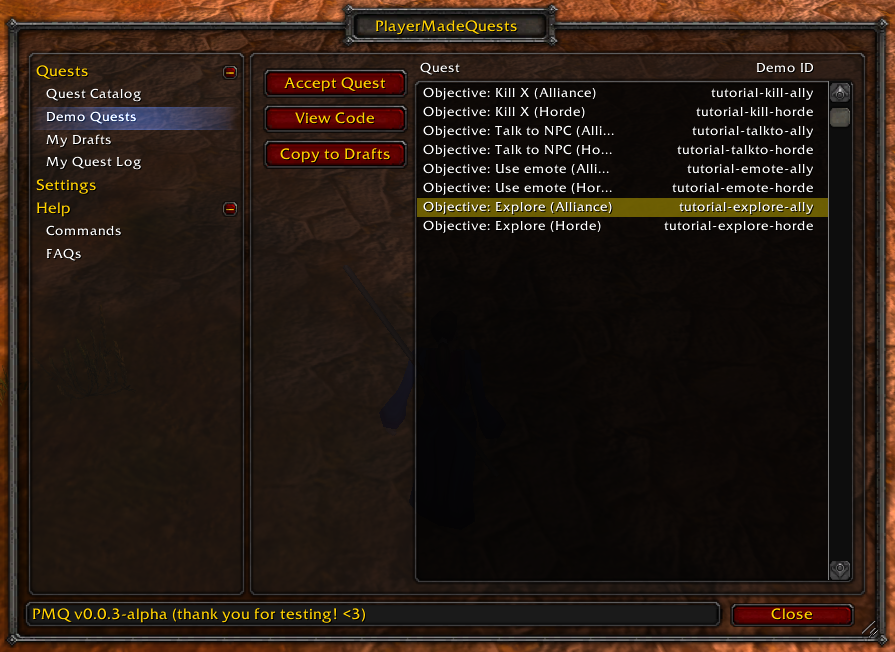 PlayerMadeQuests
Quests
Quest Catalog
Demo Quests
My Drafts
My Quest Log
Settings
Help
Commands
FAQs
Accept Quest
View Code
Copy to Drafts
Quest Demo ID
Objective: Kill X (Alliance) tutorial-kill-ally
Objective: Kill X (Horde) tutorial-kill-horde
Objective: Talk to NPC (Alli... tutorial-talkto-ally
Objective: Talk to NPC (Ho... tutorial-talkto-horde
Objective: Use emote (Alli... tutorial-emote-ally
Objective: Use emote (Hor... tutorial-emote-horde
Objective: Explore (Alliance) tutorial-explore-ally
Objective: Explore (Horde) tutorial-explore-horde
PMQ v0.0.3-alpha (thank you for testing! <3)
Close